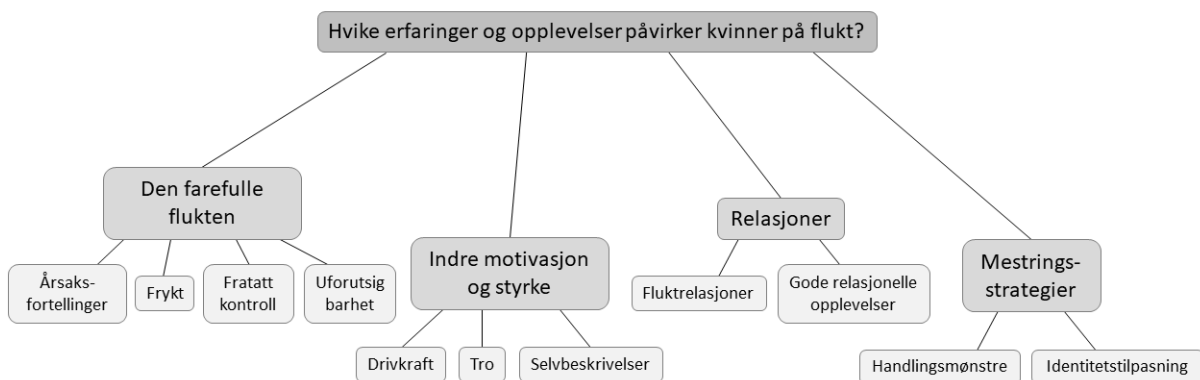 Hvike erfaringer og opplevelser påvirker kvinner på flukt?
Den farefulle
flukten
Årsaks-
fortellinger
Frykt
Fratatt
kontroll
Uforutsig
barhet
Indre motivasjon
og styrke
Drivkraft
Tro
Selvbeskrivelser
Relasjoner
Fluktrelasjoner
Gode relasjonelle
opplevelser
Mestrings-
strategier
Handlingsmønstre
Identitetstilpasning